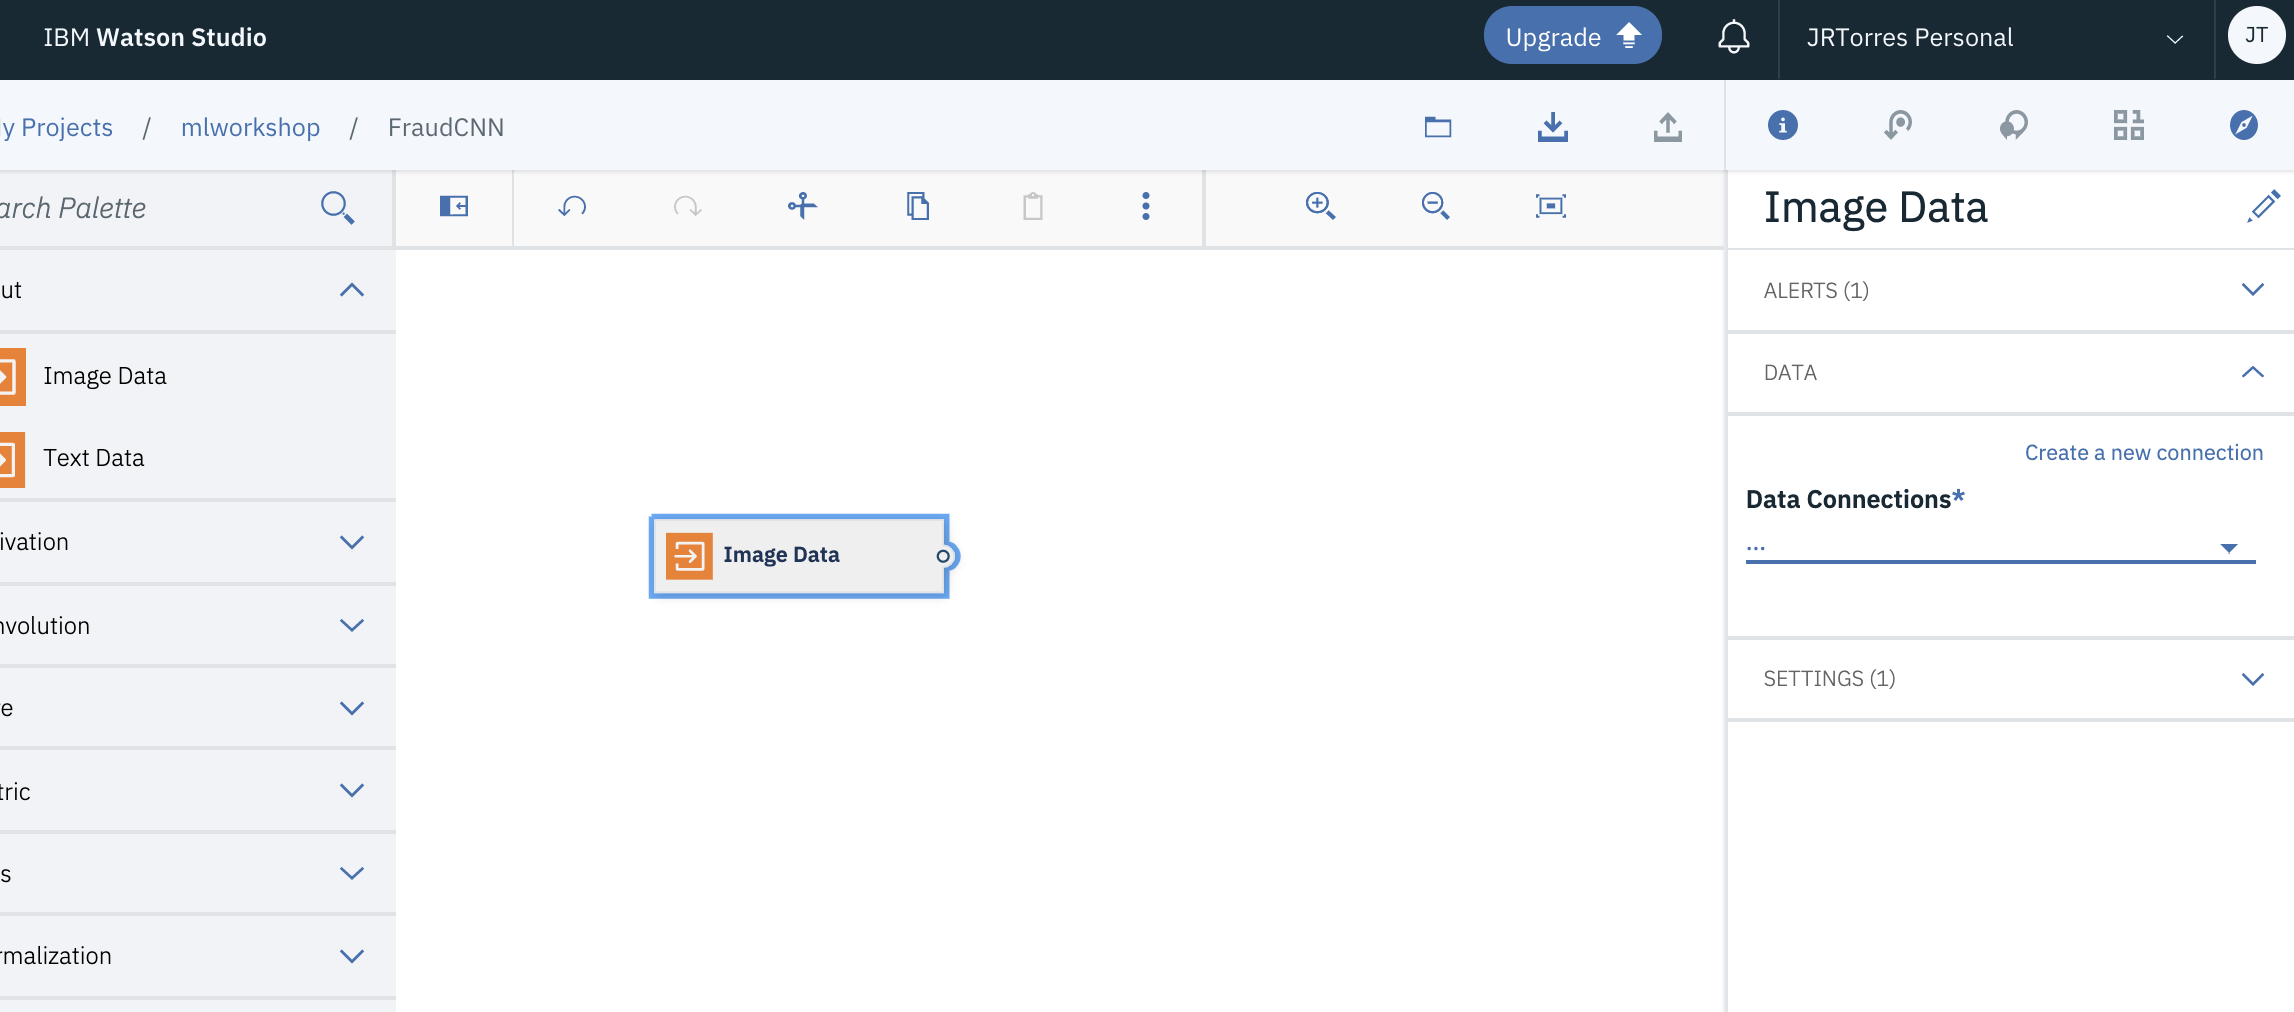 IBM Watson Studio
Upgrade
JRTorres Personal
JT
y Projects / mlworkshop / FraudCNN
arch Palette
Image Data
ut
ALERTS (1)
Image Data
DATA
Text Data
Create a new connection
Data Connections*
...
ivation
Image Data
nvolution
SETTINGS (1)
e
tric
s
rmalization